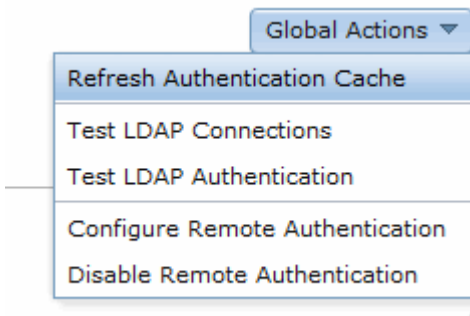 Global Actions
Refresh Authentication Cache
Test LDAP Connections
Test LDAP Authentication
Configure Remote Authentication
Disable Remote Authentication